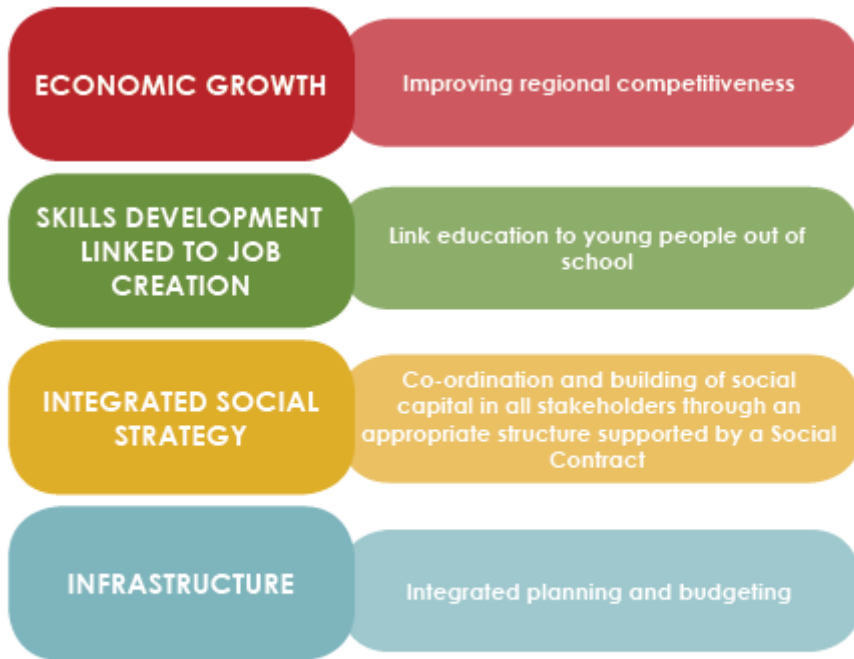 ECONOMIC GROWTH
Improving regional competitiveness
SKILLS DEVELOPMENT
LINKED TO JOB
CREATION
Link education to young people out of
school
INTEGRATED SOCIAL
STRATEGY
Co-ordination and building of social
capital in all stakeholders through an
appropriate structure supported by a Social
Contract
INFRASTRUCTURE
Integrated planning and budgeting